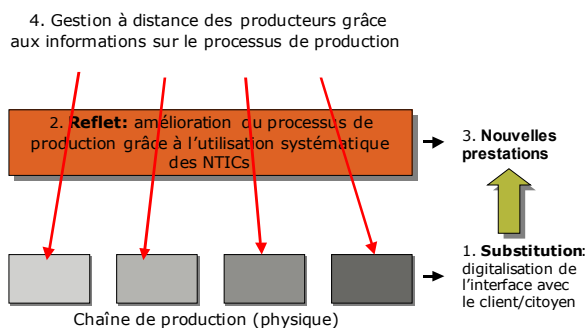 4. Gestion à distance des producteurs grâce
aux informations sur le processus de production
2. Reflet: amélioration du processus de
production grâce à l'utilisation systématique
des NTICs
3. Nouvelles
prestations
1. Substitution:
digitalisation de
l'interface avec
le client/citoyen
Chaîne de production (physique)